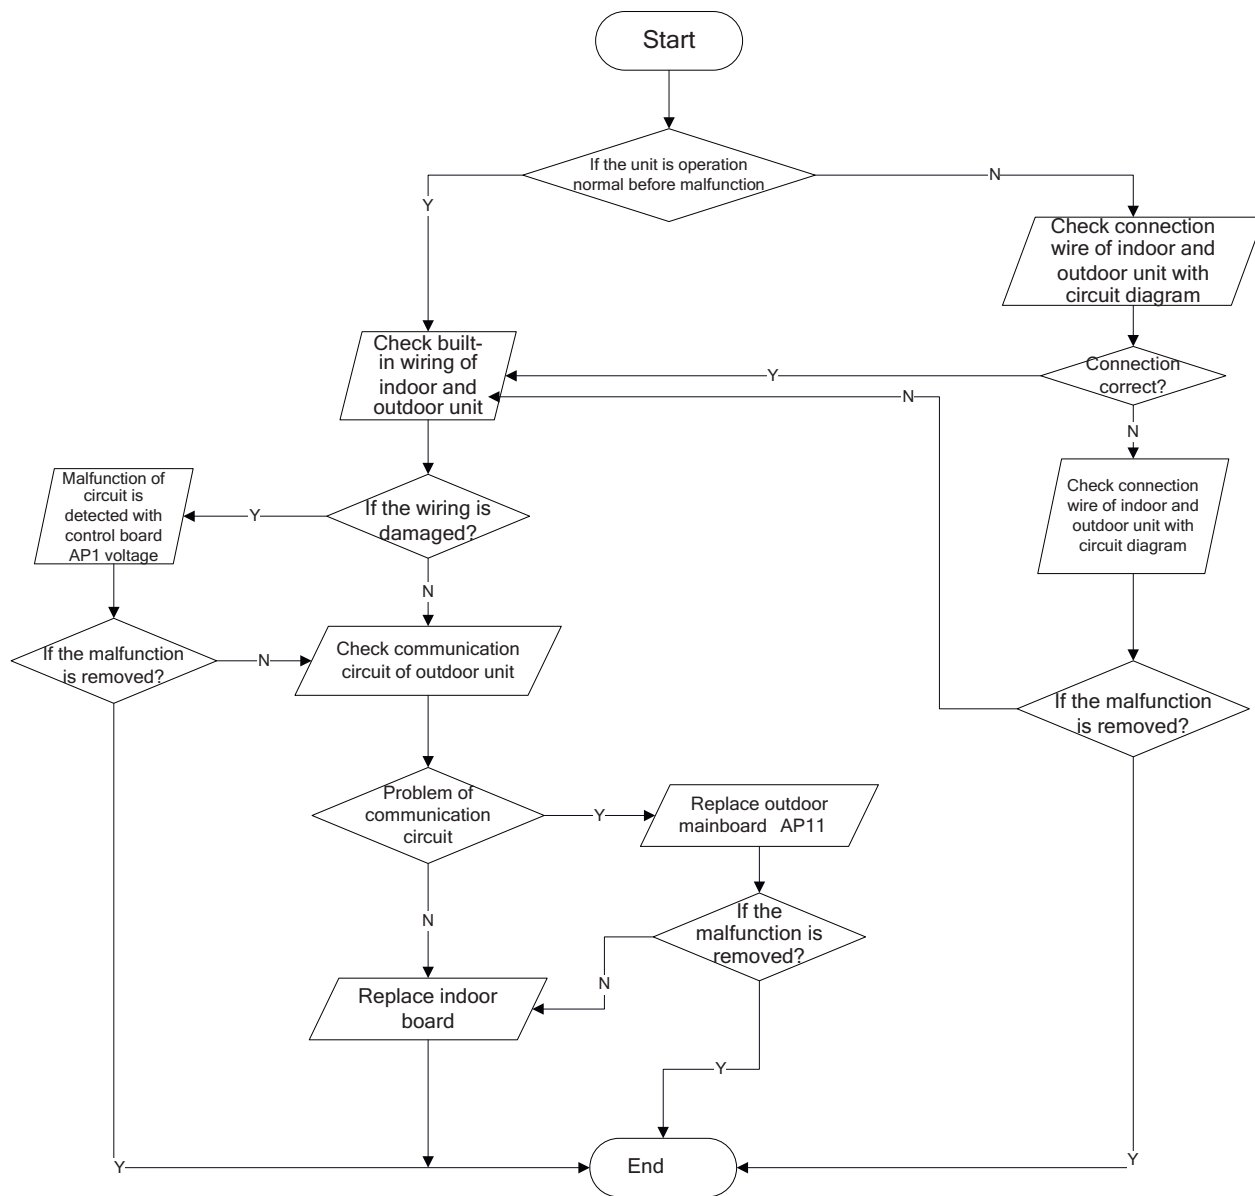 Start
If the unit is operation
normal before malfunction
N
Y
Check connection
wire of indoor and
outdoor unit with
circuit diagram
Check built-
in wiring of
indoor and
outdoor unit
Y
Connection
correct?
N
N
Malfunction of
circuit is
detected with
control board
AP1 voltage
Y
If the wiring is
damaged?
Check connection
wire of indoor and
outdoor unit with
circuit diagram
N
If the malfunction
is removed?
N
Check communication
circuit of outdoor unit
If the malfunction
is removed?
Problem of
communication
circuit
Y
Replace outdoor
mainboard AP11
N
If the
malfunction is
removed?
N
Replace indoor
board
Y
Y
End
Y